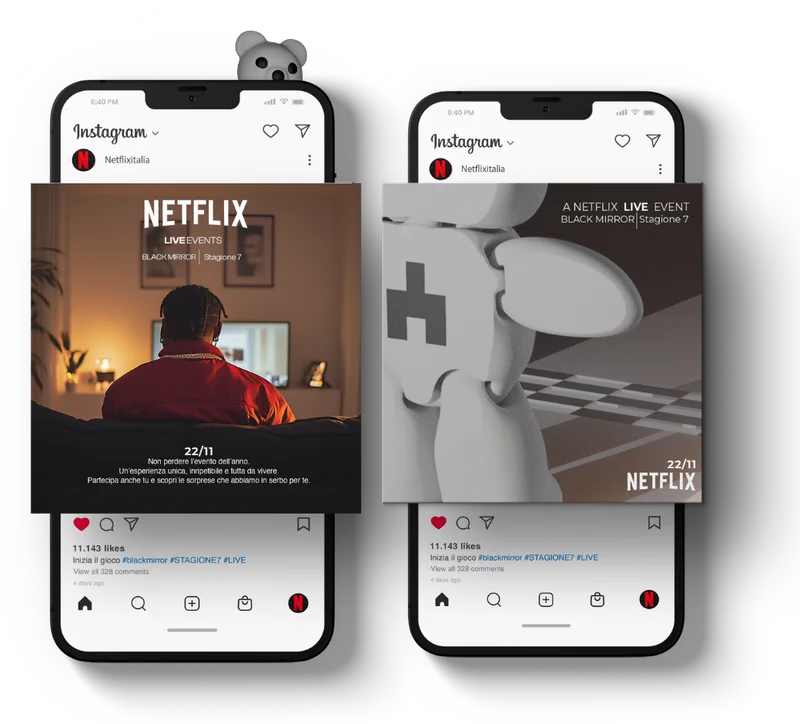 6:40 PM
Instagram
Netflixitalia
NETFLIX
LIVE EVENTS
BLACK MIRROR | Stagione 7
22/11
Non perdere l'evento dell'anno.
Un'esperienza unica, irripetibile e tutta da vivere.
Partecipa anche tu e scopri le sorprese che abbiamo in serbo per te.
11.143 likes
Inizia il gioco #blackmirror #STAGIONE7 #LIVE
View all 328 comments
4 days ago
N
6:40 PM
Instagram
Netflixitalia
A NETFLIX LIVE EVENT
BLACK MIRROR | Stagione 7
22/11
NETFLIX
11.143 likes
Inizia il gioco #blackmirror #STAGIONE7 #LIVE
View all 328 comments
4 days ago
N